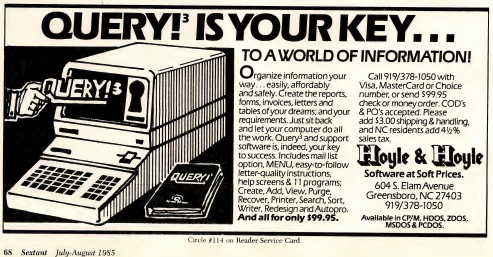 QUERY!³ IS YOUR KEY...
TO A WORLD OF INFORMATION!
QUERY!³
QUERY!³
Organize information your
way... easily, affordably
and safely. Create the reports,
forms, invoices, letters and
tables of your dreams; and your
requirements. Just sit back
and let your computer do all
the work. Query!³ and support
software is, indeed, your key
to success. Includes mail list
option, MENU, easy-to-follow
letter-quality instructions,
help screens & 11 programs;
Create, Add, View, Purge,
Recover, Printer, Search, Sort,
Writer, Redesign and Autopro.
And all for only $99.95.
Call 919/378-1050 with
Visa, MasterCard or Choice
number, or send $99.95
check or money order. COD's
& PO's accepted. Please
add $3.00 shipping & handling,
and NC residents add 4½%
sales tax.
Hoyle & Hoyle
Software at Soft Prices.
604 S. Elam Avenue
Greensboro, NC 27403
919/378-1050
Available in CP/M, HDOS, ZDOS,
MSDOS & PCDOS.
Circle #114 on Reader Service Card
68 Sextant July-August 1985